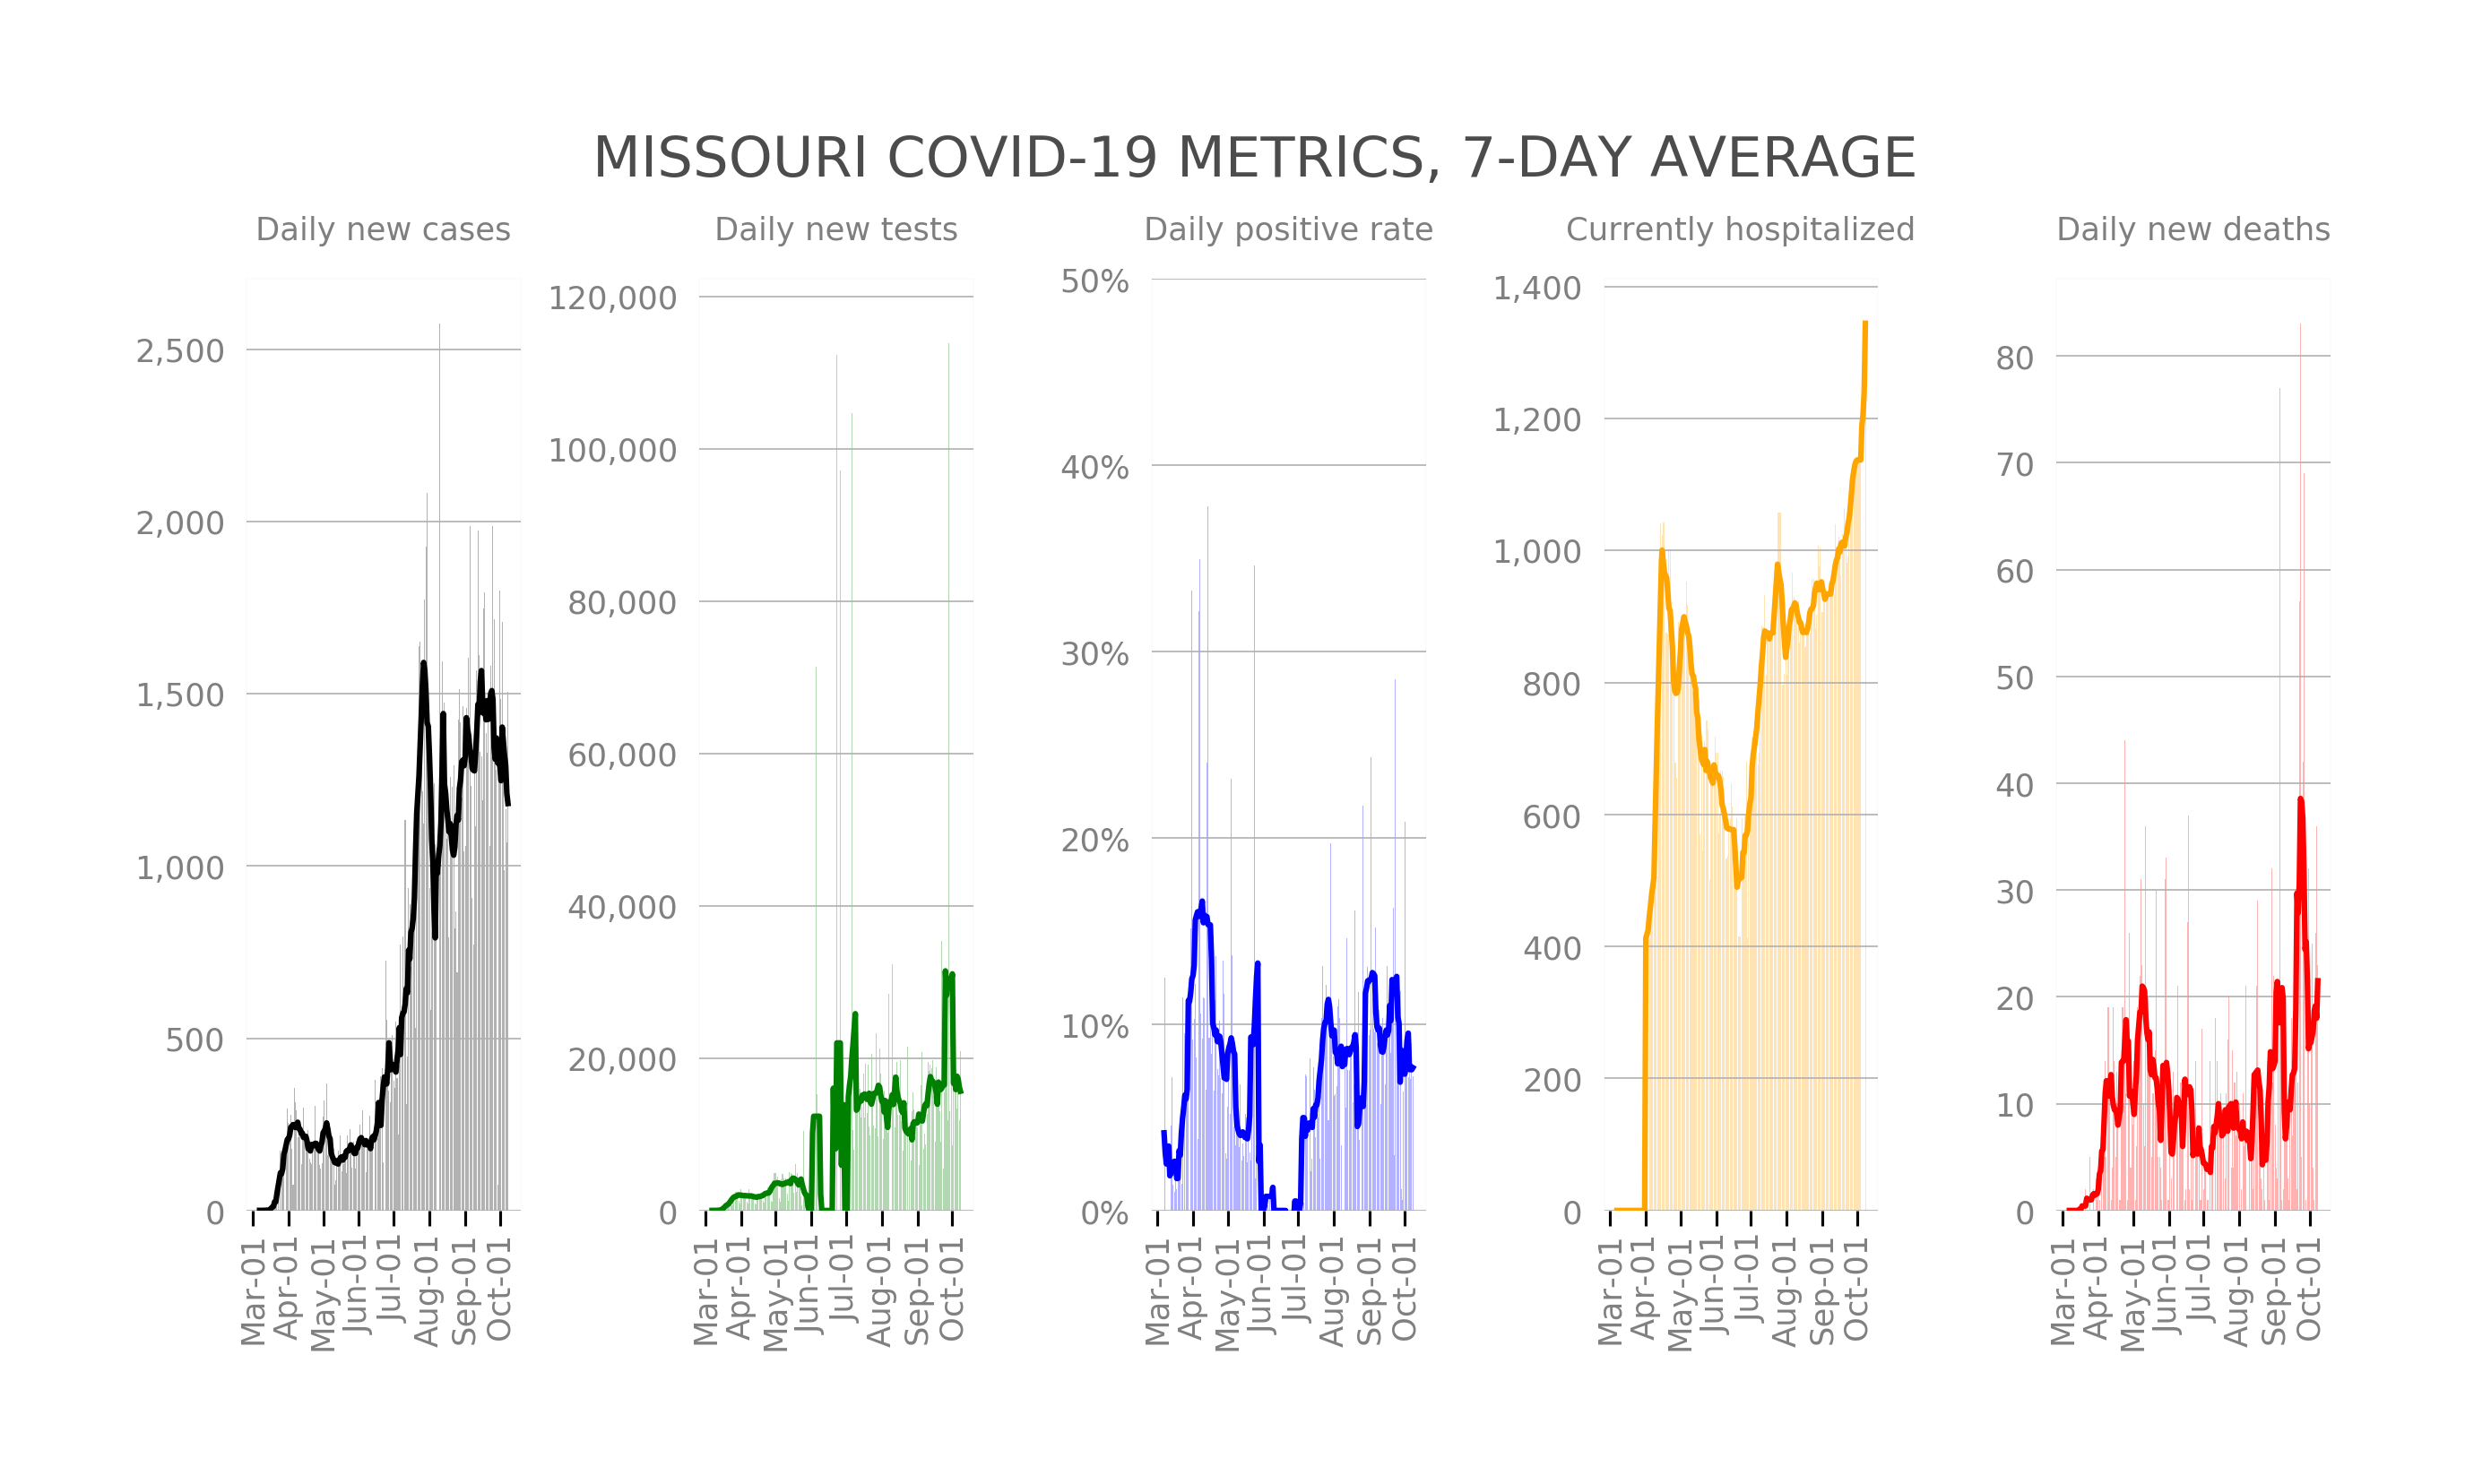 MISSOURI COVID-19 METRICS, 7-DAY AVERAGE
Daily new cases
2,500
2,000
1,500
1,000
500
0
Mar-01
Apr-01
May-01
Jun-01
Jul-01
Aug-01
Sep-01
Oct-01
Daily new tests
120,000
100,000
80,000
60,000
40,000
20,000
0
Mar-01
Apr-01
May-01
Jun-01
Jul-01
Aug-01
Sep-01
Oct-01
Daily positive rate
50%
40%
30%
20%
10%
0%
Mar-01
Apr-01
May-01
Jun-01
Jul-01
Aug-01
Sep-01
Oct-01
Currently hospitalized
1,400
1,200
1,000
800
600
400
200
0
Mar-01
Apr-01
May-01
Jun-01
Jul-01
Aug-01
Sep-01
Oct-01
Daily new deaths
80
70
60
50
40
30
20
10
0
Mar-01
Apr-01
May-01
Jun-01
Jul-01
Aug-01
Sep-01
Oct-01